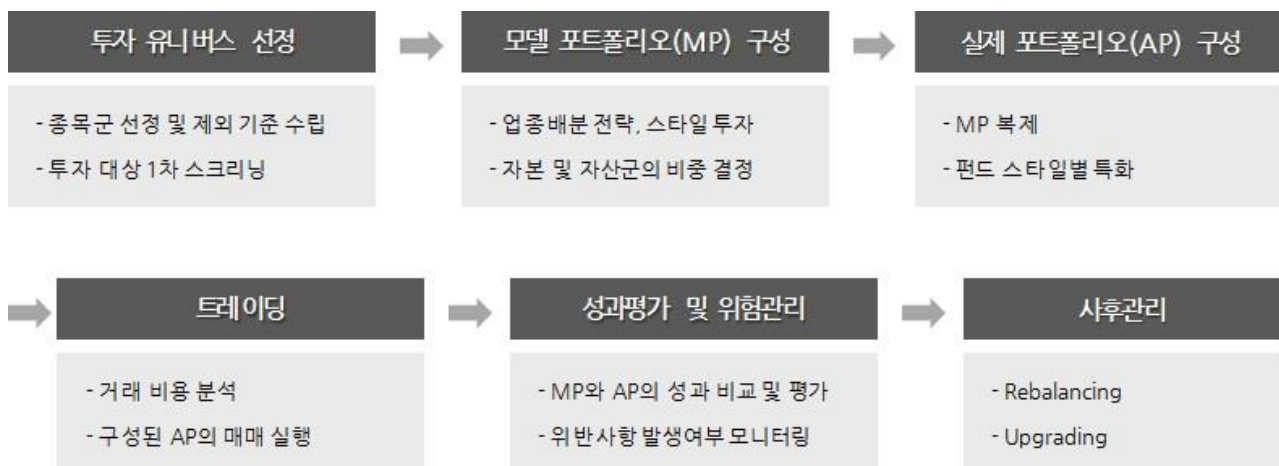 투자 유니버스 선정
- 종목군 선정 및 제외 기준 수립
- 투자 대상 1차 스크리닝
모델 포트폴리오(MP) 구성
- 업종배분 전략, 스타일 투자
- 자본 및 자산군의 비중 결정
실제 포트폴리오(AP) 구성
- MP 복제
- 펀드 스타일별 특화
트레이딩
- 거래 비용 분석
- 구성된 AP의 매매 실행
성과평가 및 위험관리
- MP와 AP의 성과 비교 및 평가
- 위반사항 발생여부 모니터링
사후관리
- Rebalancing
- Upgrading